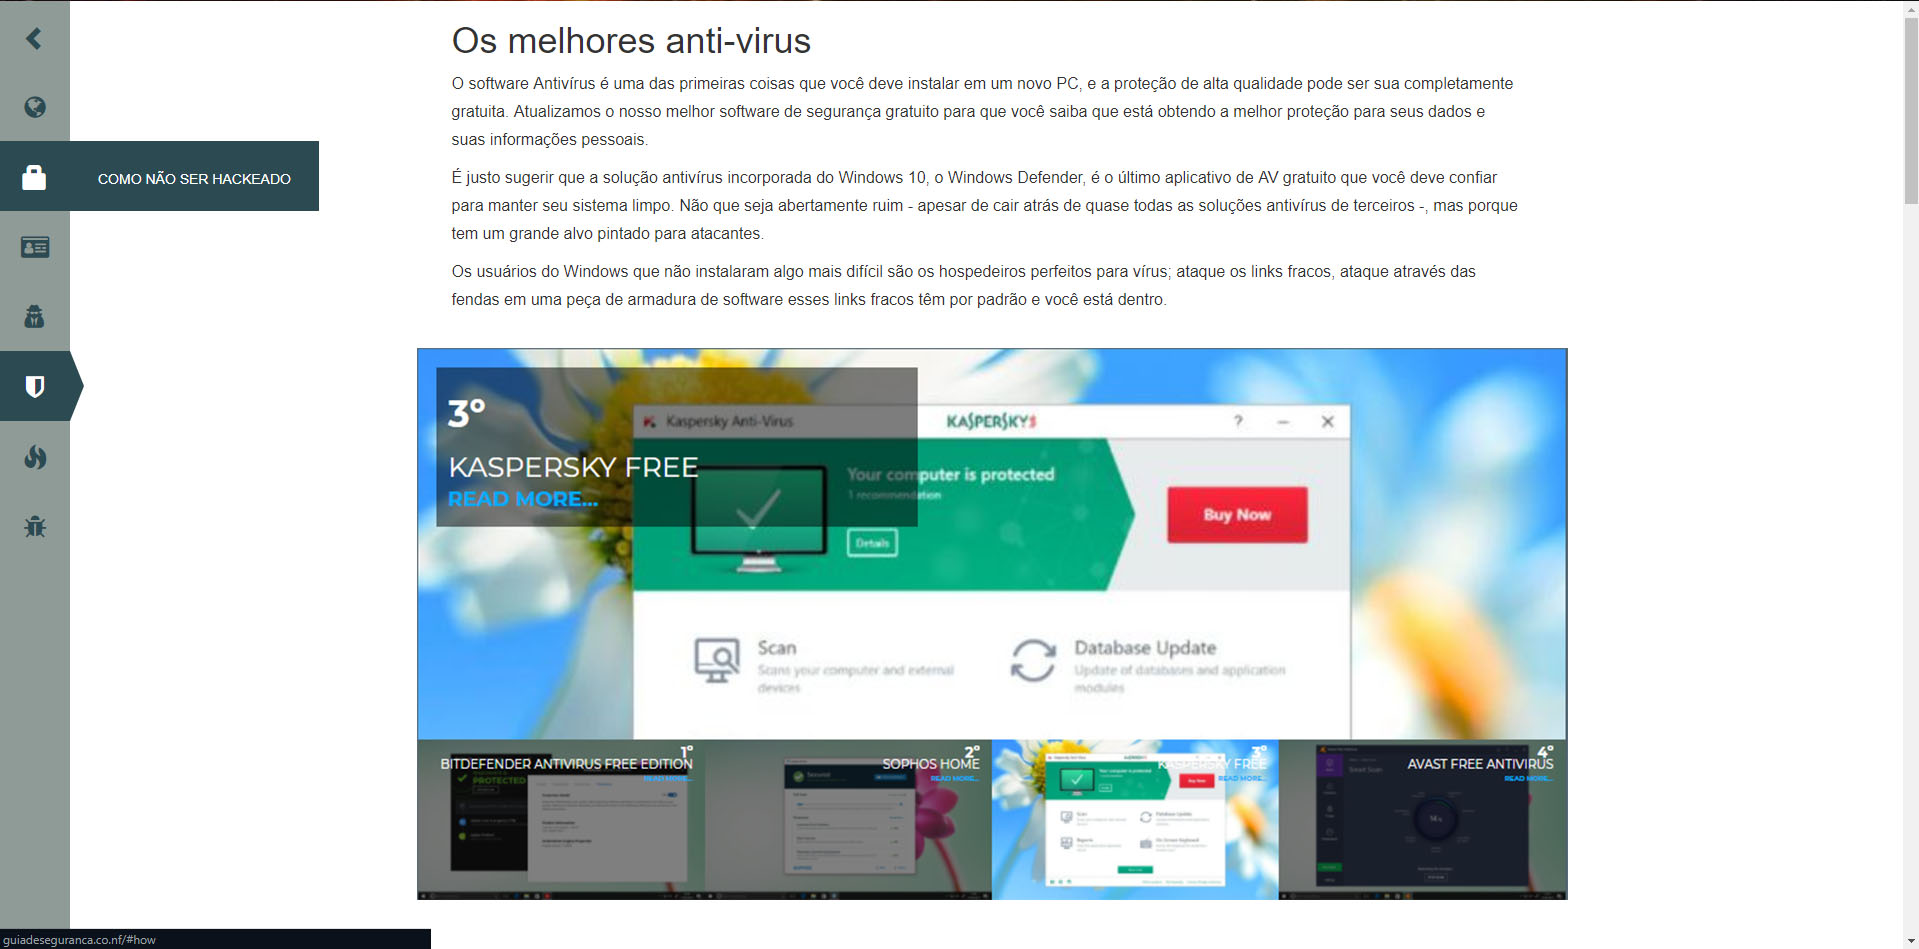 Os melhores anti-virus
O software Antivírus é uma das primeiras coisas que você deve instalar em um novo PC, e a proteção de alta qualidade pode ser sua completamente
gratuita. Atualizamos o nosso melhor software de segurança gratuito para que você saiba que está obtendo a melhor proteção para seus dados e
suas informações pessoais.
COMO NÃO SER HACKEADO
É justo sugerir que a solução antivírus incorporada do Windows 10, o Windows Defender, é o último aplicativo de AV gratuito que você deve confiar
para manter seu sistema limpo. Não que seja abertamente ruim - apesar de cair atrás de quase todas as soluções antivírus de terceiros -, mas porque
tem um grande alvo pintado para atacantes.
Os usuários do Windows que não instalaram algo mais difícil são os hospedeiros perfeitos para vírus; ataque os links fracos, ataque através das
fendas em uma peça de armadura de software esses links fracos têm por padrão e você está dentro.
3º
KASPERSKY FREE
READ MORE...
Kaspersky Anti-Virus
KASPERSKY
Your computer is protected
1 recommendation
Details
Buy Now
Scan
Scans your computer and external
devices
Database Update
Update of databases and application
modules
1º
BITDEFENDER ANTIVIRUS FREE EDITION
READ MORE...
PROTECTED
2º
SOPHOS HOME
READ MORE...
Secured
3º
KASPERSKY FREE
READ MORE...
4º
AVAST FREE ANTIVIRUS
READ MORE...
Smart Scan
guiadeseguranca.co.nf/#how